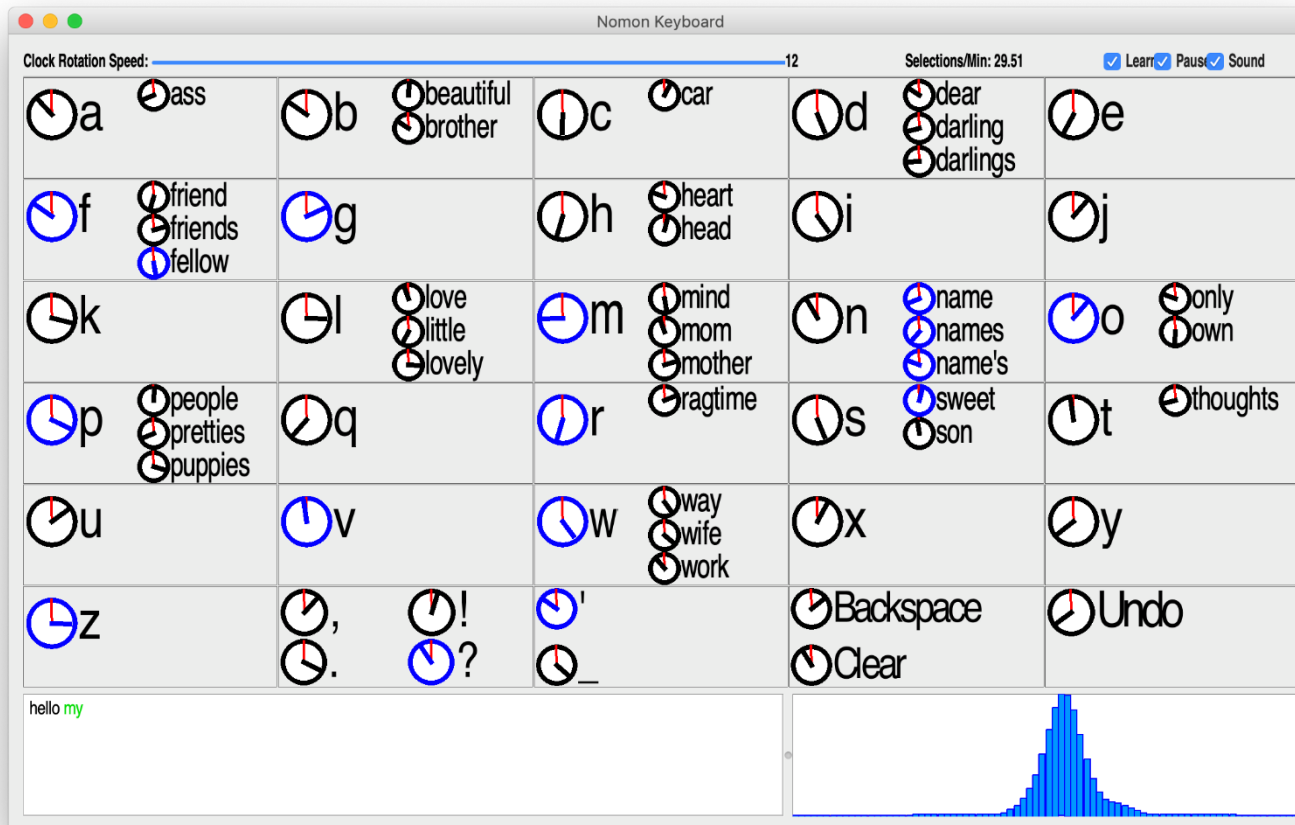 Nomon Keyboard
Clock Rotation Speed: 12 Selections/Min: 29.51 Learn Pause Sound
a ass b beautiful c car d dear e
brother darling
darlings
f friend g h heart i j
friends head
fellow
k l love m mind n name o only
little mom names own
lovely mother name's
p people q r ragtime s sweet t thoughts
pretties son
puppies
u v w way x y
wife
work
z , ! ' Backspace Undo
. ? _ Clear
hello my